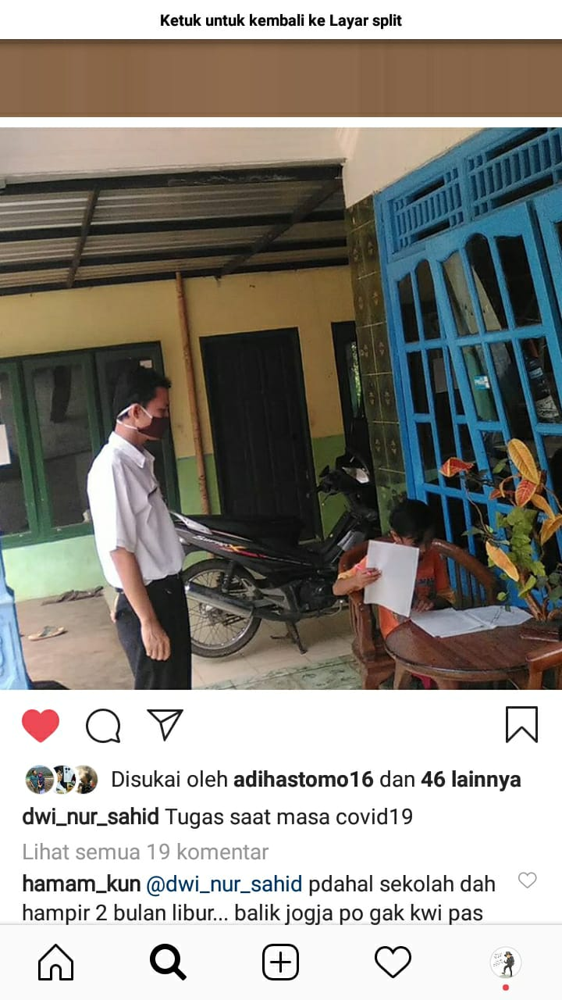 Ketuk untuk kembali ke Layar split
Disukai oleh adihastomo16 dan 46 lainnya
dwi_nur_sahid Tugas saat masa covid19
Lihat semua 19 komentar
hamam_kun @dwi_nur_sahid pdahal sekolah dah
hampir 2 bulan libur... balik jogja po gak kwi pas